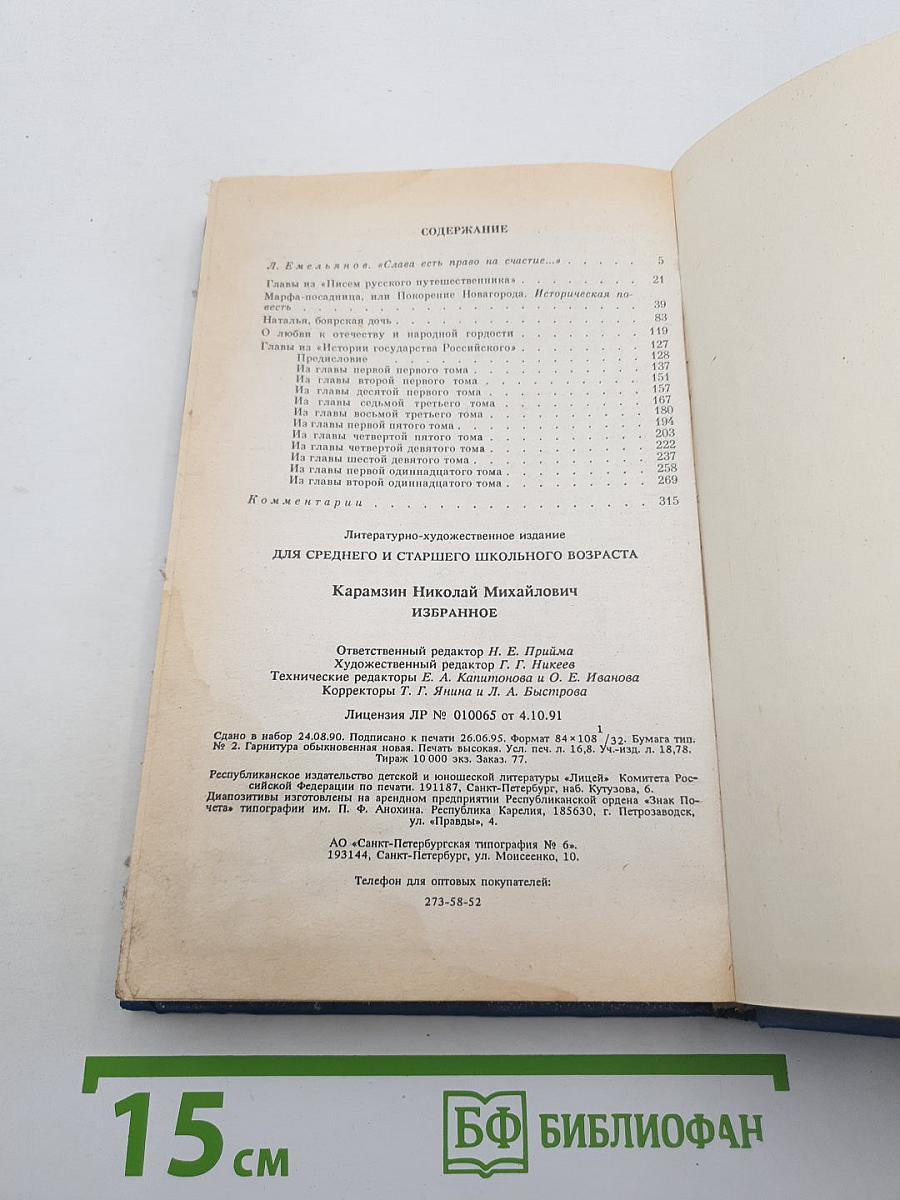 СОДЕРЖАНИЕ
Л. Емельянов. «Слава есть право на счастие...» . . . . . 5
Главы из «Писем русского путешественника» . . . . . . . . 21
Марфа-посадница, или Покорение Новагорода. Историческая по-
весть . . . . . . . . . . . . . . . . . . . . . . 39
Наталья, боярская дочь . . . . . . . . . . . . . . . . 83
О любви к отечеству и народной гордости . . . . . . . . 119
Главы из «Истории государства Российского» . . . . . . . . 127
Предисловие . . . . . . . . . . . . . . . . 128
Из главы первой первого тома . . . . . . . . . . . 137
Из главы второй первого тома . . . . . . . . . . . 151
Из главы десятой первого тома . . . . . . . . . . . 157
Из главы седьмой третьего тома . . . . . . . . . . 167
Из главы восьмой третьего тома . . . . . . . . . . 180
Из главы первой пятого тома . . . . . . . . . . . . 194
Из главы четвертой пятого тома . . . . . . . . . . 203
Из главы четвертой девятого тома . . . . . . . . . . 222
Из главы шестой девятого тома . . . . . . . . . . . 237
Из главы первой одиннадцатого тома . . . . . . . . . 258
Из главы второй одиннадцатого тома . . . . . . . . . 269
Комментарии . . . . . . . . . . . . . . . . . . 315
Литературно-художественное издание
ДЛЯ СРЕДНЕГО И СТАРШЕГО ШКОЛЬНОГО ВОЗРАСТА
Карамзин Николай Михайлович
ИЗБРАННОЕ
Ответственный редактор Н. Е. Прийма
Художественный редактор Г. Г. Никеев
Технические редакторы Е. А. Капитонова и О. Е. Иванова
Корректоры Т. Г. Янина и Л. А. Быстрова
Лицензия ЛР № 010065 от 4.10.91
Сдано в набор 24.08.90. Подписано к печати 26.06.95. Формат 84×108 1/32. Бумага тип.
№ 2. Гарнитура обыкновенная новая. Печать высокая. Усл. печ. л. 16,8. Уч.-изд. л. 18,78.
Тираж 10 000 экз. Заказ. 77.
Республиканское издательство детской и юношеской литературы «Лицей» Комитета Рос-
сийской Федерации по печати. 191187, Санкт-Петербург, наб. Кутузова, 6.
Диапозитивы изготовлены на арендном предприятии Республиканской ордена «Знак По-
чета» типографии им. П. Ф. Анохина. Республика Карелия, 185630, г. Петрозаводск,
ул. «Правды», 4.
АО «Санкт-Петербургская типография № 6».
193144, Санкт-Петербург, ул. Моисеенко, 10.
Телефон для оптовых покупателей:
273-58-52
15 см
БФ БИБЛИОФАН